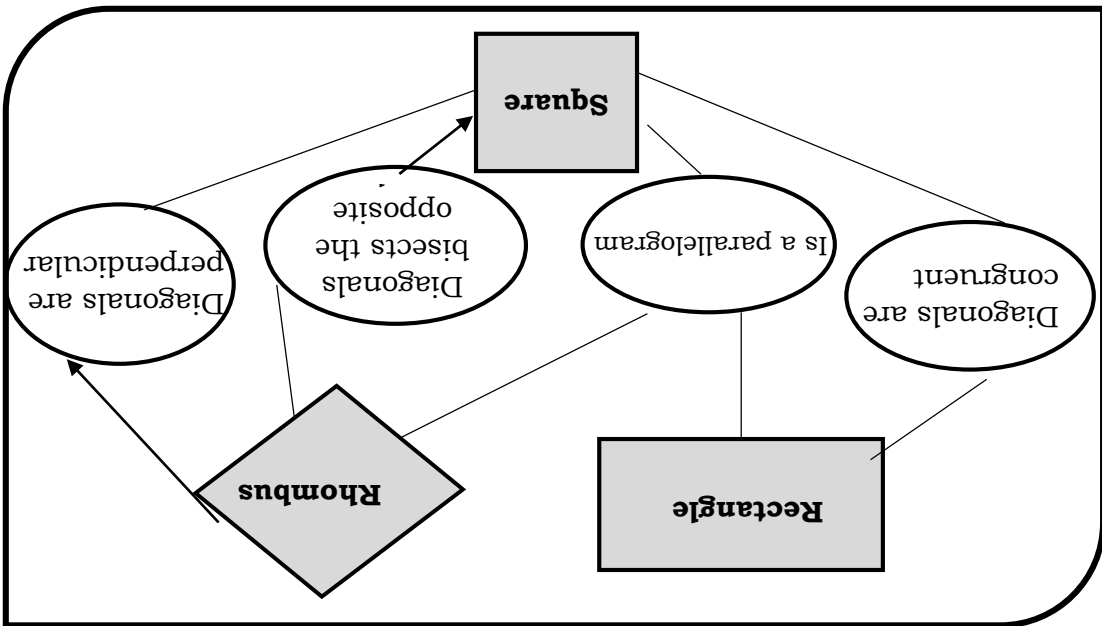 Rectangle
Rhombus
Diagonals are
congruent
Is a parallelogram
Diagonals
bisects the
opposite
Diagonals are
perpendicular
Square